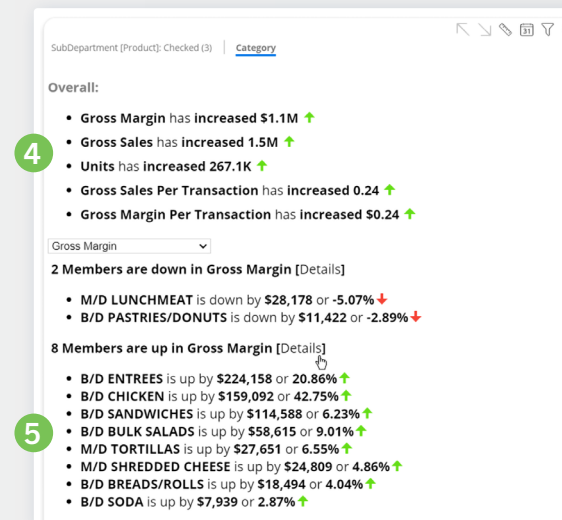 31
SubDepartment [Product]: Checked (3) Category
Overall:
• Gross Margin has increased $1.1M
4
• Gross Sales has increased 1.5M
• Units has increased 267.1K
• Gross Sales Per Transaction has increased 0.24
• Gross Margin Per Transaction has increased $0.24
Gross Margin
2 Members are down in Gross Margin [Details]
• M/D LUNCHMEAT is down by $28,178 or -5.07%
• B/D PASTRIES/DONUTS is down by $11,422 or -2.89%
8 Members are up in Gross Margin [Details]
• B/D ENTREES is up by $224,158 or 20.86%
• B/D CHICKEN is up by $159,092 or 42.75%
• B/D SANDWICHES is up by $114,588 or 6.23%
5
• B/D BULK SALADS is up by $58,615 or 9.01%
• M/D TORTILLAS is up by $27,651 or 6.55%
• M/D SHREDDED CHEESE is up by $24,809 or 4.86%
• B/D BREADS/ROLLS is up by $18,494 or 4.04%
• B/D SODA is up by $7,939 or 2.87%